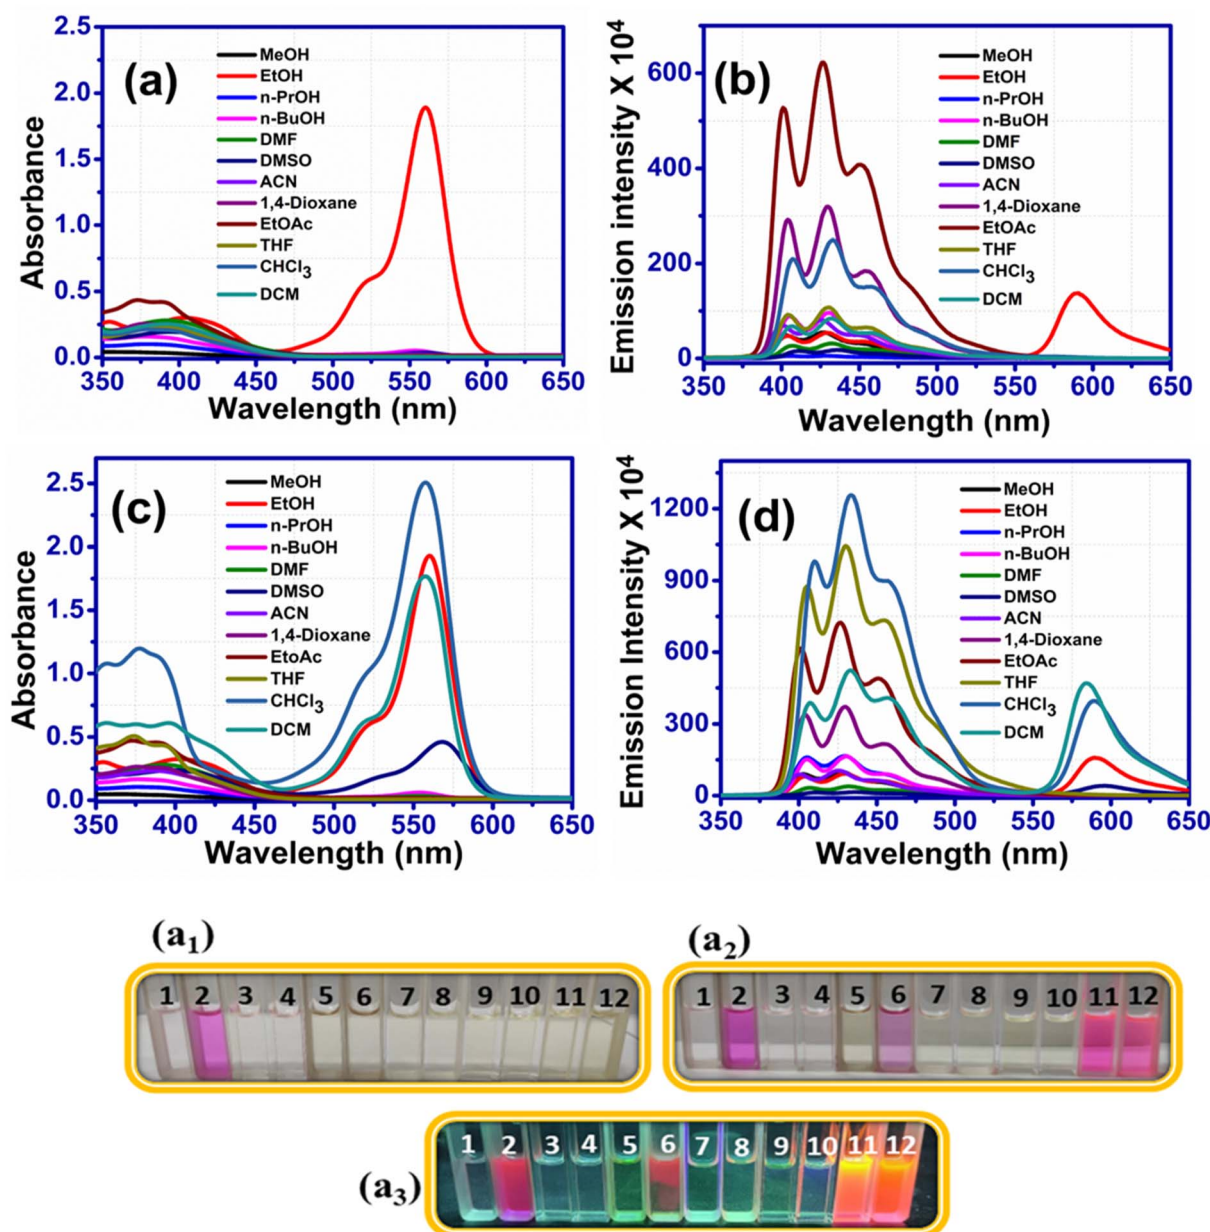 (a)
Absorbance
2.5
2.0
1.5
1.0
0.5
0.0
MeOH
EtOH
n-PrOH
n-BuOH
DMF
DMSO
ACN
1,4-Dioxane
EtOAc
THF
CHCl3
DCM
350 400 450 500 550 600 650
Wavelength (nm)
(b)
Emission intensity X 10⁴
600
400
200
0
MeOH
EtOH
n-PrOH
n-BuOH
DMF
DMSO
ACN
1,4-Dioxane
EtOAc
THF
CHCl3
DCM
350 400 450 500 550 600 650
Wavelength (nm)
(c)
Absorbance
2.5
2.0
1.5
1.0
0.5
0.0
MeOH
EtOH
n-PrOH
n-BuOH
DMF
DMSO
ACN
1,4-Dioxane
EtoAc
THF
CHCl3
DCM
350 400 450 500 550 600 650
Wavelength (nm)
(d)
Emission Intensity X 10⁴
1200
900
600
300
0
MeOH
EtOH
n-PrOH
n-BuOH
DMF
DMSO
ACN
1,4-Dioxane
EtOAc
THF
CHCl3
DCM
350 400 450 500 550 600 650
Wavelength (nm)
(a1)
1 2 3 4 5 6 7 8 9 10 11 12
(a2)
1 2 3 4 5 6 7 8 9 10 11 12
(a3)
1 2 3 4 5 6 7 8 9 10 11 12